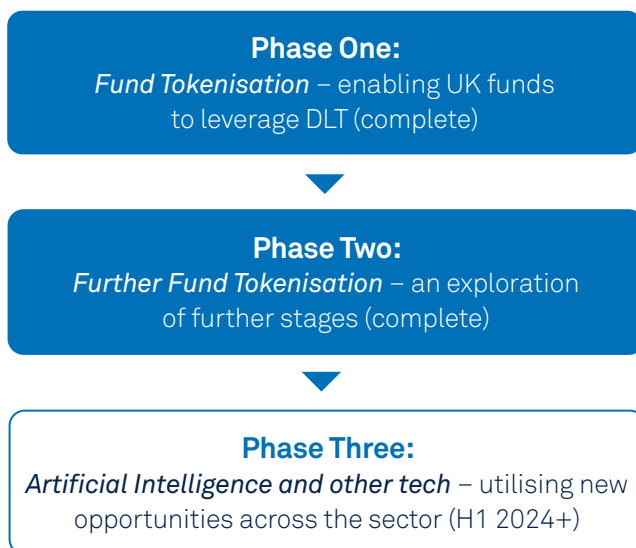 Phase One:
Fund Tokenisation – enabling UK funds
to leverage DLT (complete)
Phase Two:
Further Fund Tokenisation – an exploration
of further stages (complete)
Phase Three:
Artificial Intelligence and other tech – utilising new
opportunities across the sector (H1 2024+)